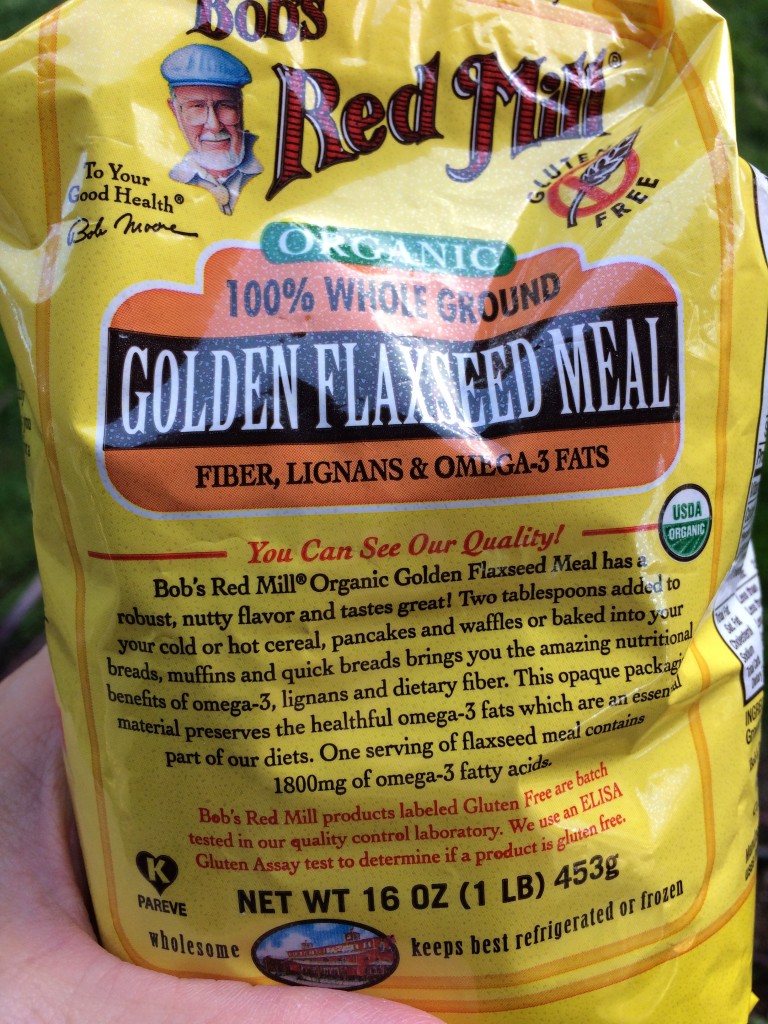 Bob's
Red Mill®
To Your
Good Health®
Bob Moore
GLUTEN FREE
ORGANIC
100% WHOLE GROUND
GOLDEN FLAXSEED MEAL
FIBER, LIGNANS & OMEGA-3 FATS
USDA
ORGANIC
You Can See Our Quality!
Bob's Red Mill® Organic Golden Flaxseed Meal has a
robust, nutty flavor and tastes great! Two tablespoons added to
your cold or hot cereal, pancakes and waffles or baked into your
breads, muffins and quick breads brings you the amazing nutritional
benefits of omega-3, lignans and dietary fiber. This opaque packagi
material preserves the healthful omega-3 fats which are an essen
part of our diets. One serving of flaxseed meal contains
1800mg of omega-3 fatty acids.
Bob's Red Mill products labeled Gluten Free are batch
tested in our quality control laboratory. We use an ELISA
Gluten Assay test to determine if a product is gluten free.
K
PAREVE
NET WT 16 OZ (1 LB) 453g
wholesome keeps best refrigerated or frozen